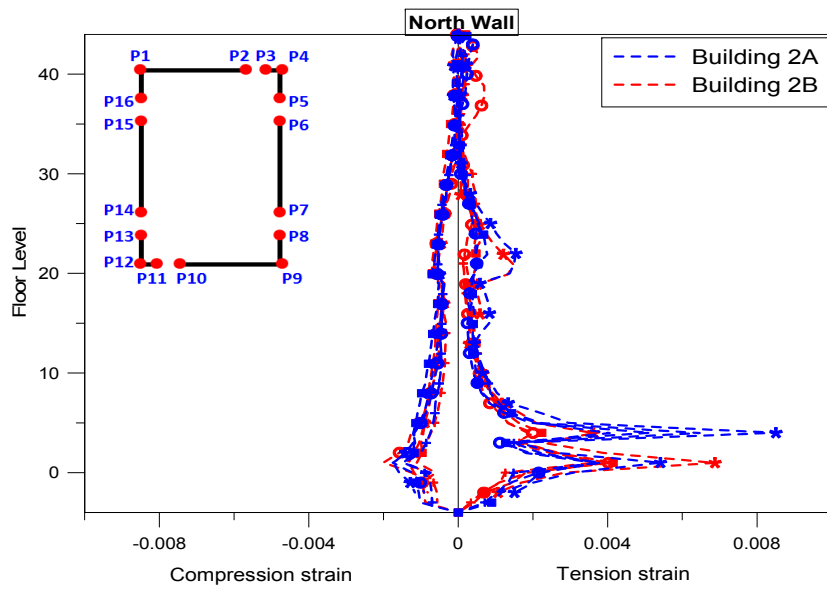 North Wall
P1
P2
P3
P4
P16
P5
P15
P6
P14
P7
P13
P8
P12
P11
P10
P9
Building 2A
Building 2B
Floor Level
40
30
20
10
0
-0.008
-0.004
0
0.004
0.008
Compression strain
Tension strain